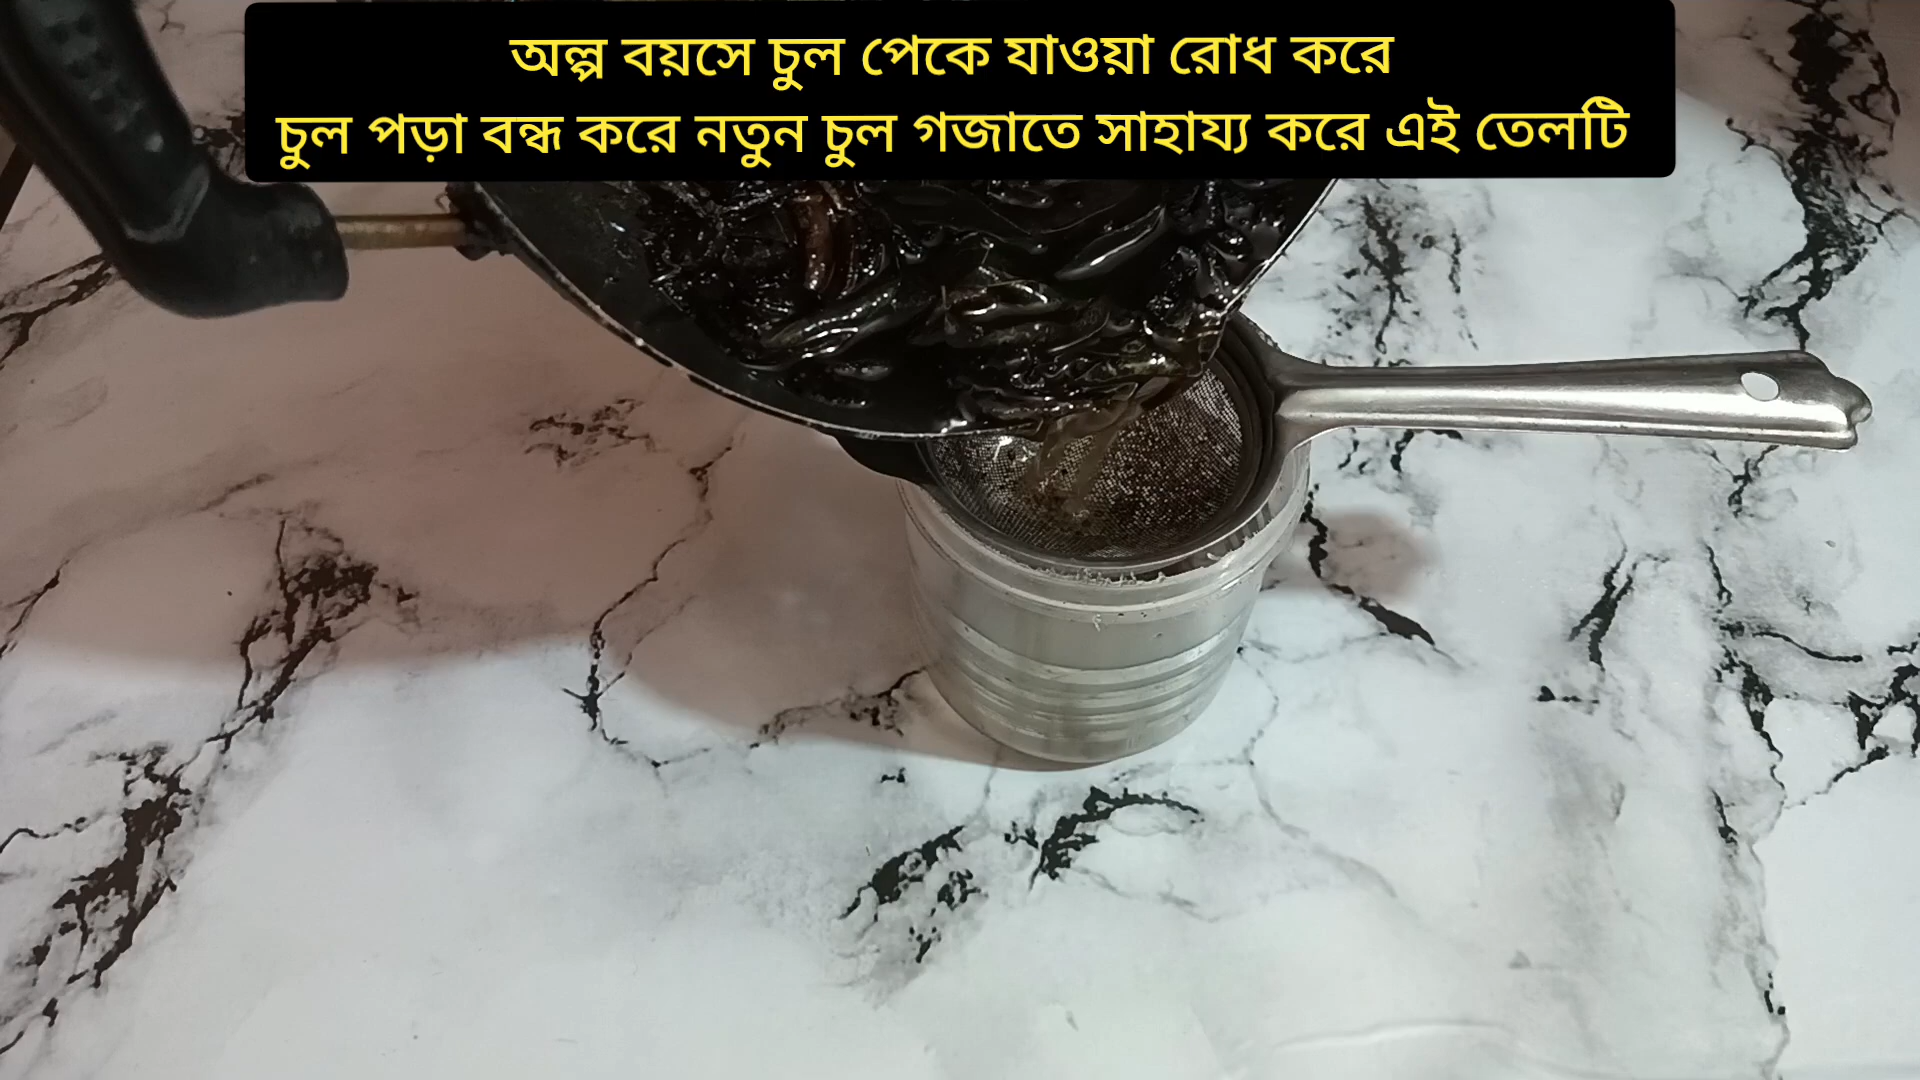 অল্প বয়সে চুল পেকে যাওয়া রোধ করে
চুল পড়া বন্ধ করে নতুন চুল গজাতে সাহায্য করে এই তেলটি